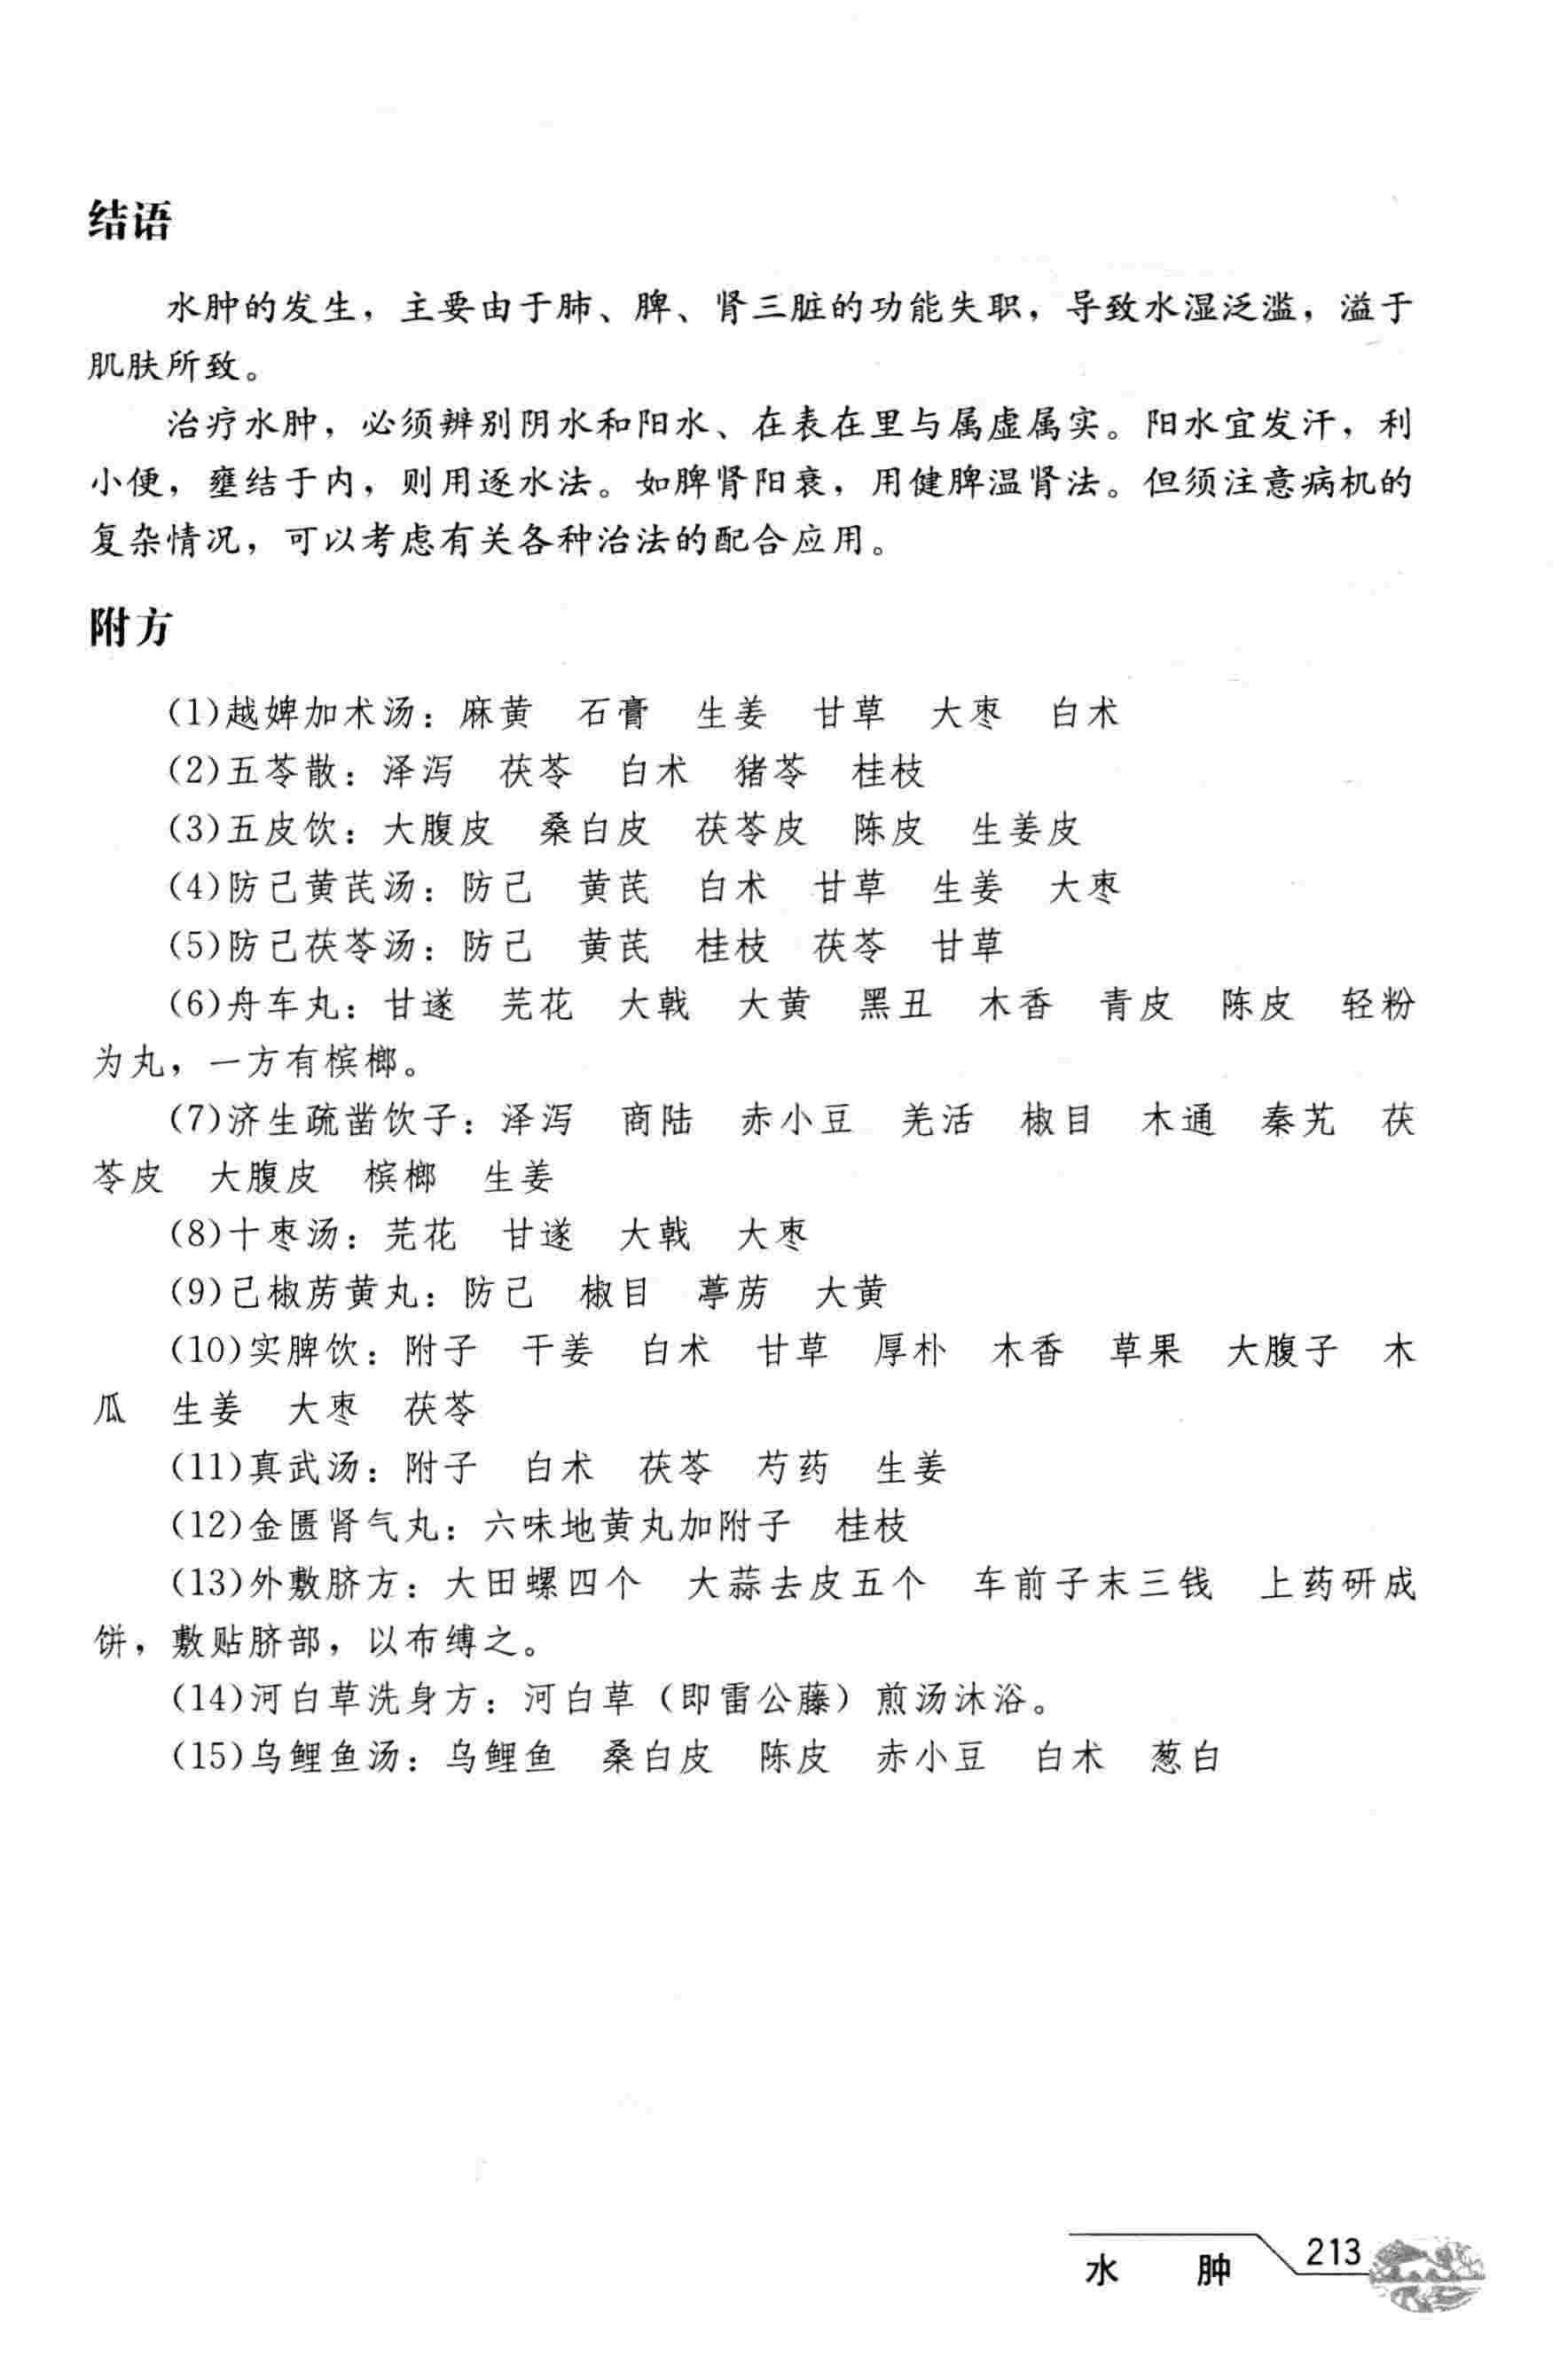 结语
水肿的发生，主要由于肺、脾、肾三脏的功能失职，导致水湿泛滥，溢于
肌肤所致。
治疗水肿，必须辨别阴水和阳水、在表在里与属虚属实。阳水宜发汗，利
小便，壅结于内，则用逐水法。如脾肾阳衰，用健脾温肾法。但须注意病机的
复杂情况，可以考虑有关各种治法的配合应用。
附方
(1)越婢加术汤：麻黄　石膏　生姜　甘草　大枣　白术
(2)五苓散：泽泻　茯苓　白术　猪苓　桂枝
(3)五皮饮：大腹皮　桑白皮　茯苓皮　陈皮　生姜皮
(4)防己黄芪汤：防己　黄芪　白术　甘草　生姜　大枣
(5)防己茯苓汤：防己　黄芪　桂枝　茯苓　甘草
(6)舟车丸：甘遂　芫花　大戟　大黄　黑丑　木香　青皮　陈皮　轻粉
为丸，一方有槟榔。
(7)济生疏凿饮子：泽泻　商陆　赤小豆　羌活　椒目　木通　秦艽　茯
苓皮　大腹皮　槟榔　生姜
(8)十枣汤：芫花　甘遂　大戟　大枣
(9)己椒苈黄丸：防己　椒目　葶苈　大黄
(10)实脾饮：附子　干姜　白术　甘草　厚朴　木香　草果　大腹子　木
瓜　生姜　大枣　茯苓
(11)真武汤：附子　白术　茯苓　芍药　生姜
(12)金匮肾气丸：六味地黄丸加附子　桂枝
(13)外敷脐方：大田螺四个　大蒜去皮五个　车前子末三钱　上药研成
饼，敷贴脐部，以布缚之。
(14)河白草洗身方：河白草（即雷公藤）煎汤沐浴。
(15)乌鲤鱼汤：乌鲤鱼　桑白皮　陈皮　赤小豆　白术　葱白
水　肿　213